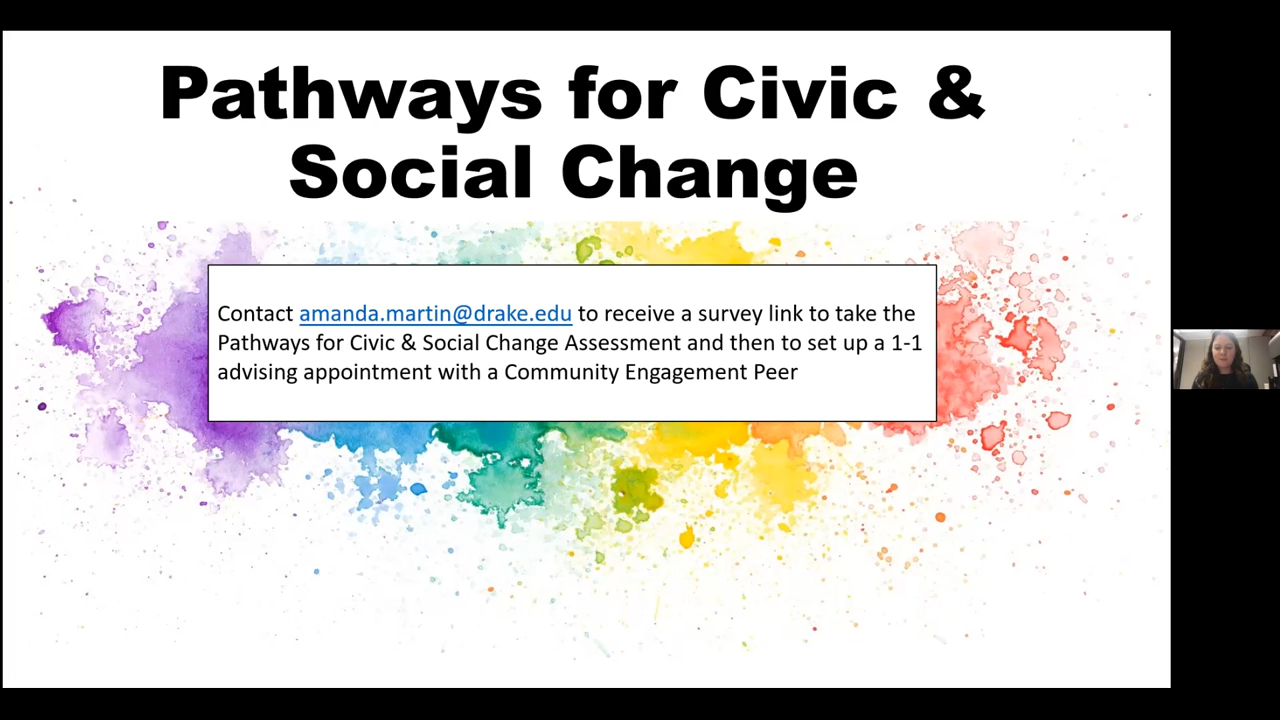 Pathways for Civic &
Social Change
Contact amanda.martin@drake.edu to receive a survey link to take the
Pathways for Civic & Social Change Assessment and then to set up a 1-1
advising appointment with a Community Engagement Peer